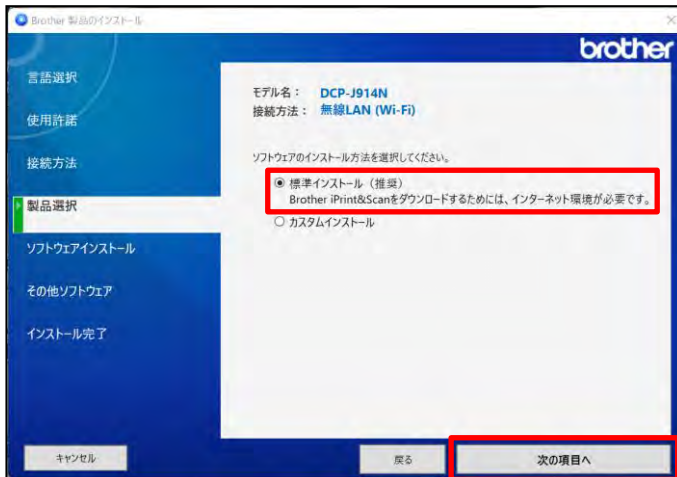 Brother 製品のインストール
brother
言語選択
使用許諾
接続方法
製品選択
ソフトウェアインストール
その他ソフトウェア
インストール完了
モデル名： DCP-J914N
接続方法： 無線LAN (Wi-Fi)
ソフトウェアのインストール方法を選択してください。
標準インストール（推奨）
Brother iPrint&Scanをダウンロードするためには、インターネット環境が必要です。
カスタムインストール
キャンセル
戻る
次の項目へ